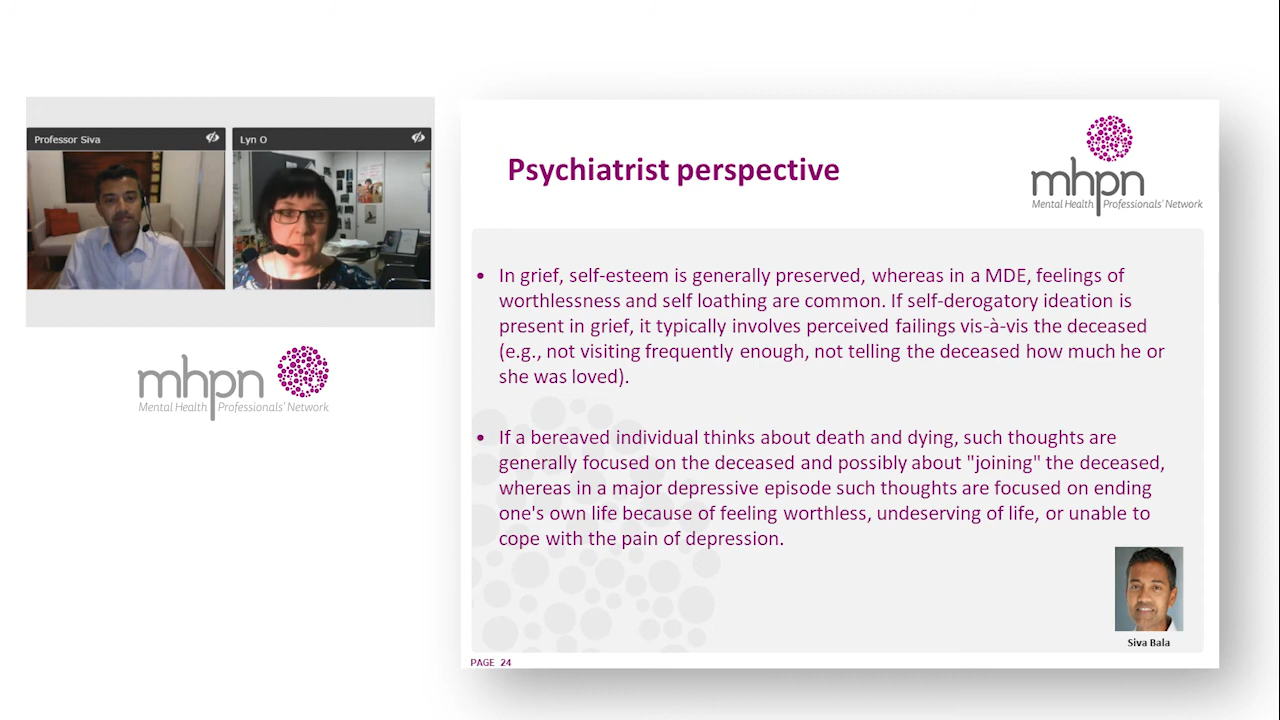 Professor Siva
Lyn O
mhpn
Mental Health Professionals' Network
Psychiatrist perspective
mhpn
Mental Health Professionals' Network
• In grief, self-esteem is generally preserved, whereas in a MDE, feelings of
worthlessness and self loathing are common. If self-derogatory ideation is
present in grief, it typically involves perceived failings vis-à-vis the deceased
(e.g., not visiting frequently enough, not telling the deceased how much he or
she was loved).
• If a bereaved individual thinks about death and dying, such thoughts are
generally focused on the deceased and possibly about "joining" the deceased,
whereas in a major depressive episode such thoughts are focused on ending
one's own life because of feeling worthless, undeserving of life, or unable to
cope with the pain of depression.
Siva Bala
PAGE 24